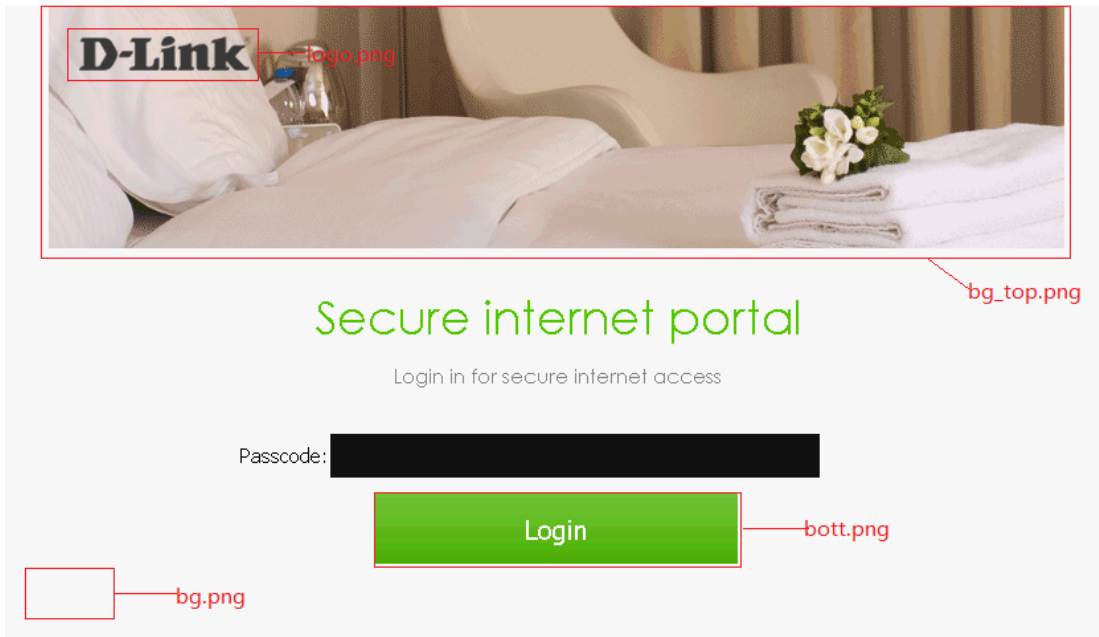 D-Link
logo.png
bg_top.png
Secure internet portal
Login in for secure internet access
Passcode:
Login
bott.png
bg.png